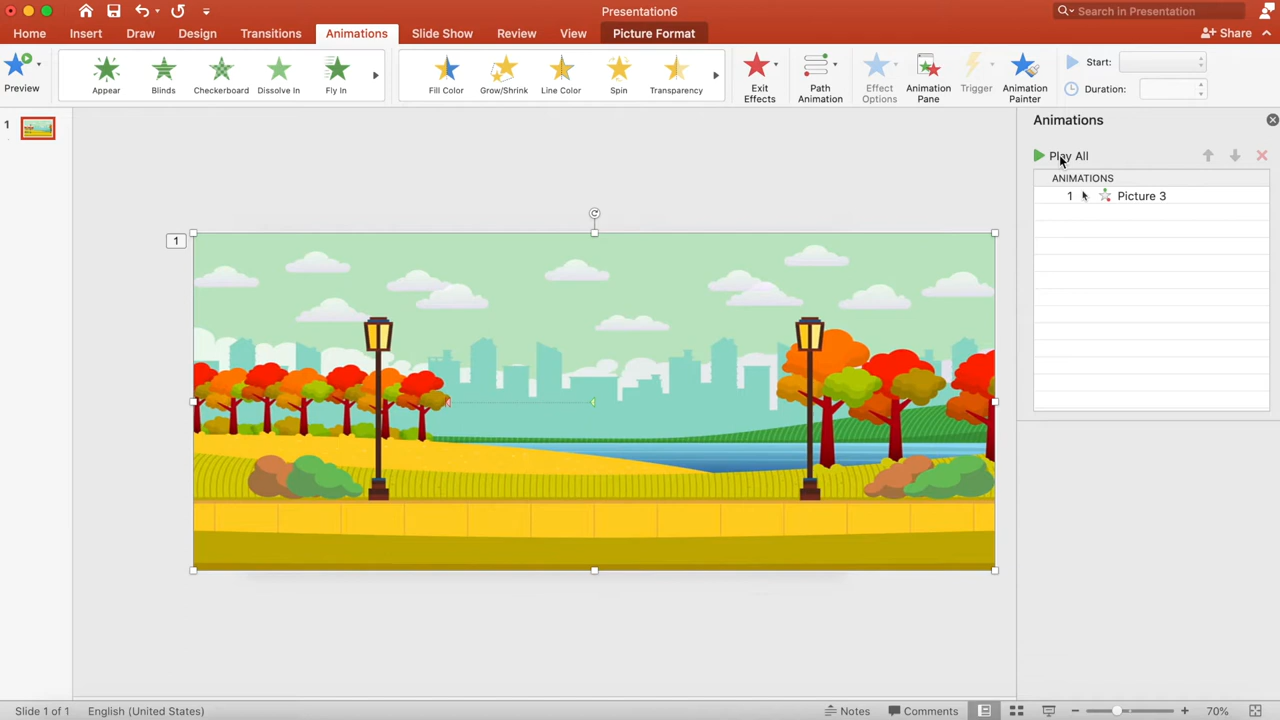 Presentation6
Search in Presentation
Home
Insert
Draw
Design
Transitions
Animations
Slide Show
Review
View
Picture Format
Share
Preview
Appear
Blinds
Checkerboard
Dissolve In
Fly In
Fill Color
Grow/Shrink
Line Color
Spin
Transparency
Exit
Effects
Path
Animation
Effect
Options
Animation
Pane
Trigger
Animation
Painter
Start:
Duration:
1
Animations
Play All
ANIMATIONS
1 Picture 3
1
Slide 1 of 1
English (United States)
Notes
Comments
70%